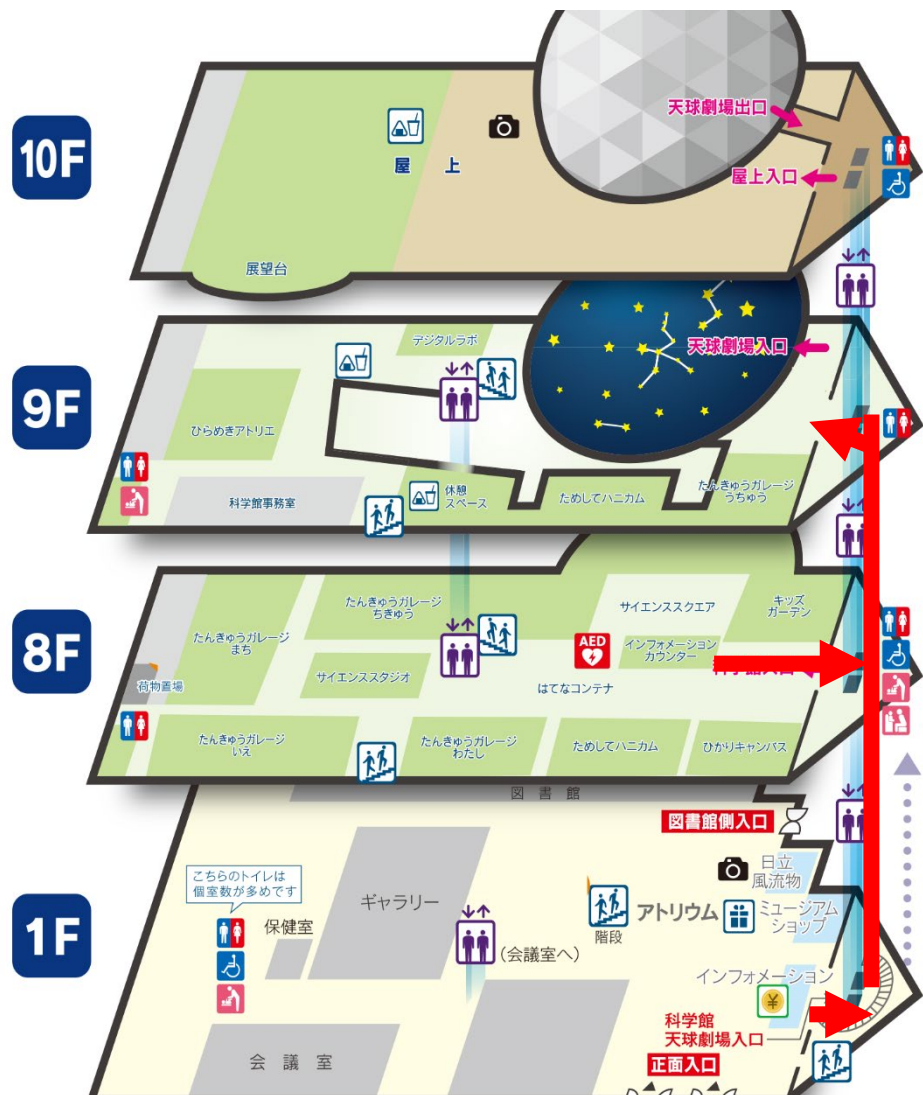 10F
天球劇場出口
屋上入口
屋 上
展望台
9F
デジタルラボ
天球劇場入口
ひらめきアトリエ
科学館事務室
休憩
スペース
ためしてハニカム
たんきゅうガレージ
うちゅう
8F
たんきゅうガレージ
まち
たんきゅうガレージ
ちきゅう
サイエンススクエア
キッズ
ガーデン
AED
インフォメーション
カウンター
荷物置場
サイエンススタジオ
はてなコンテナ
たんきゅうガレージ
いえ
たんきゅうガレージ
わたし
ためしてハニカム
ひかりキャンパス
1F
図書館
図書館側入口
こちらのトイレは
個室数が多めです
保健室
ギャラリー
(会議室へ)
階段
アトリウム
日立
風流物
ミュージアム
ショップ
インフォメーション
¥
科学館
天球劇場入口
正面入口
会議室